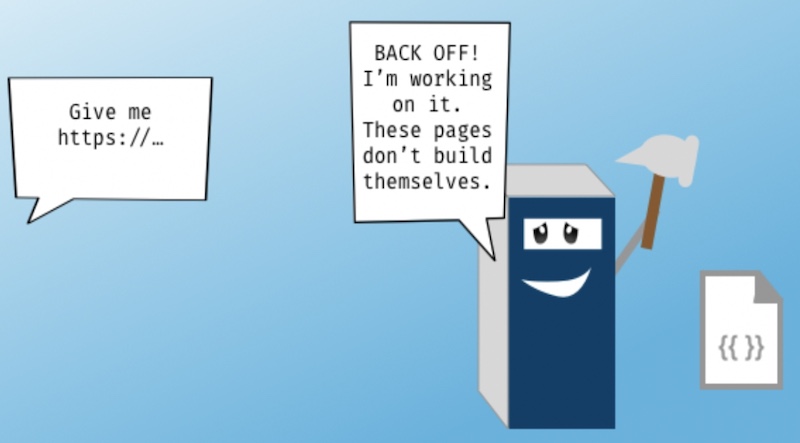 Give me
https://…
BACK OFF!
I’m working
on it.
These pages
don’t build
themselves.
{{ }}